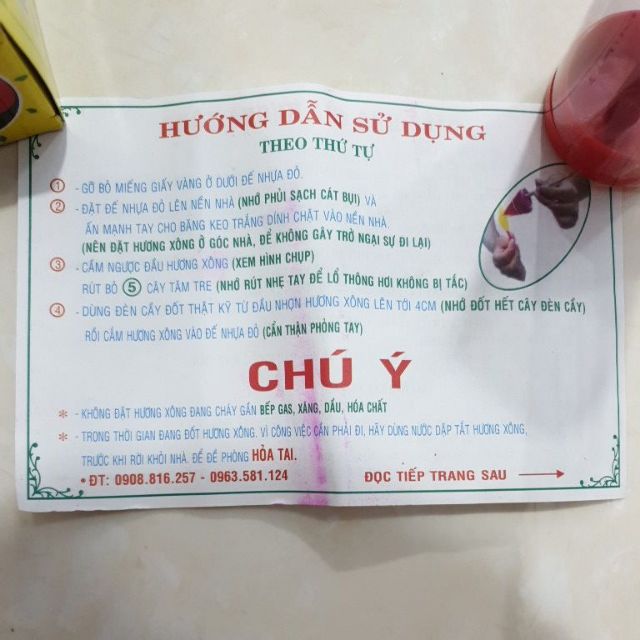 HƯỚNG DẪN SỬ DỤNG
THEO THỨ TỰ
1 - GỠ BỎ MIẾNG GIẤY VÀNG Ở DƯỚI ĐẾ NHỰA ĐỎ.
2 - ĐẶT ĐẾ NHỰA ĐỎ LÊN NỀN NHÀ (NHỚ PHỦI SẠCH CÁT BỤI) VÀ
ẤN MẠNH TAY CHO BĂNG KEO TRẮNG DÍNH CHẶT VÀO NỀN NHÀ.
(NÊN ĐẶT HƯƠNG XÔNG Ở GÓC NHÀ, ĐỂ KHÔNG GÂY TRỞ NGẠI SỰ ĐI LẠI)
3 - CẦM NGƯỢC ĐẦU HƯƠNG XÔNG (XEM HÌNH CHỤP)
RÚT BỎ 5 CÂY TĂM TRE (NHỚ RÚT NHẸ TAY ĐỂ LỔ THÔNG HƠI KHÔNG BỊ TẮC)
4 - DÙNG ĐÈN CẦY ĐỐT THẬT KỸ TỪ ĐẦU NHỌN HƯƠNG XÔNG LÊN TỚI 4CM (NHỚ ĐỐT HẾT CÂY ĐÈN CẦY)
RỒI CẮM HƯƠNG XÔNG VÀO ĐẾ NHỰA ĐỎ (CẨN THẬN PHỎNG TAY)
CHÚ Ý
* - KHÔNG ĐẶT HƯƠNG XÔNG ĐANG CHÁY GẦN BẾP GAS, XĂNG, DẦU, HÓA CHẤT
* - TRONG THỜI GIAN ĐANG ĐỐT HƯƠNG XÔNG, VÌ CÔNG VIỆC CẦN PHẢI ĐI, HÃY DÙNG NƯỚC DẬP TẮT HƯƠNG XÔNG,
TRƯỚC KHI RỜI KHỎI NHÀ, ĐỂ ĐỀ PHÒNG HỎA TAI.
• ĐT: 0908.816.257 - 0963.581.124
ĐỌC TIẾP TRANG SAU →